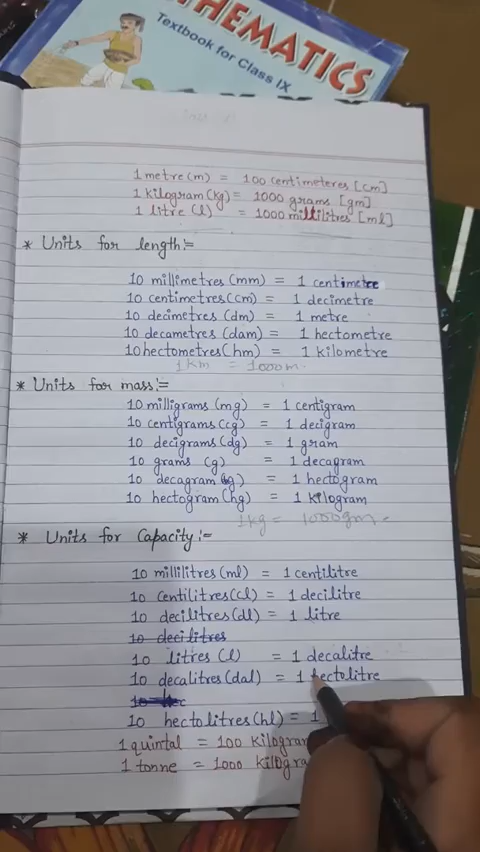 THEMATICS
Textbook for Class IX
1 metre (m) = 100 centimeteres [cm]
1 kilogram (kg) = 1000 grams [gm]
1 litre (l) = 1000 millilitres [ml]
* Units for length:=
10 millimetres (mm) = 1 centimetre
10 centimetres (cm) = 1 decimetre
10 decimetres (dm) = 1 metre
10 decametres (dam) = 1 hectometre
10 hectometres (hm) = 1 kilometre
1 Km = 1000 m.
* Units for mass:=
10 milligrams (mg) = 1 centigram
10 centigrams (cg) = 1 decigram
10 decigrams (dg) = 1 gram
10 grams (g) = 1 decagram
10 decagram = 1 hectogram
10 hectogram (hg) = 1 kilogram
1 kg = 1000 gm.
* Units for Capacity:=
10 millilitres (ml) = 1 centilitre
10 centilitres (cl) = 1 decilitre
10 decilitres (dl) = 1 litre
10 decilitres
10 litres (l) = 1 decalitre
10 decalitres (dal) = 1 hectolitre
10 hectolitres (hl) = 1
1 quintal = 100 kilogram
1 tonne = 1000 kilogra